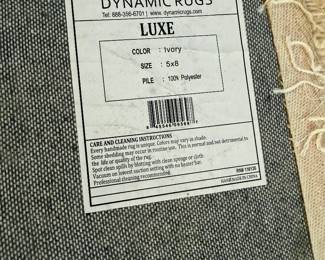 DYNAMIC RUGS
Tel: 888-356-6701 | www.dynamicrugs.com
LUXE
COLOR : Ivory
SIZE : 5x8
PILE : 100% Polyester
CARE AND CLEANING INSTRUCTIONS
Every handmade rug is unique. Colors may vary in shade.
Some shedding may occur in routine use. This is normal and not detrimental to
the life or quality of the rug.
Spot clean spills by blotting with clean sponge or cloth.
Vacuum on lowest suction setting with no beater bar.
Professional cleaning recommended.
HANDMADE IN CHINA